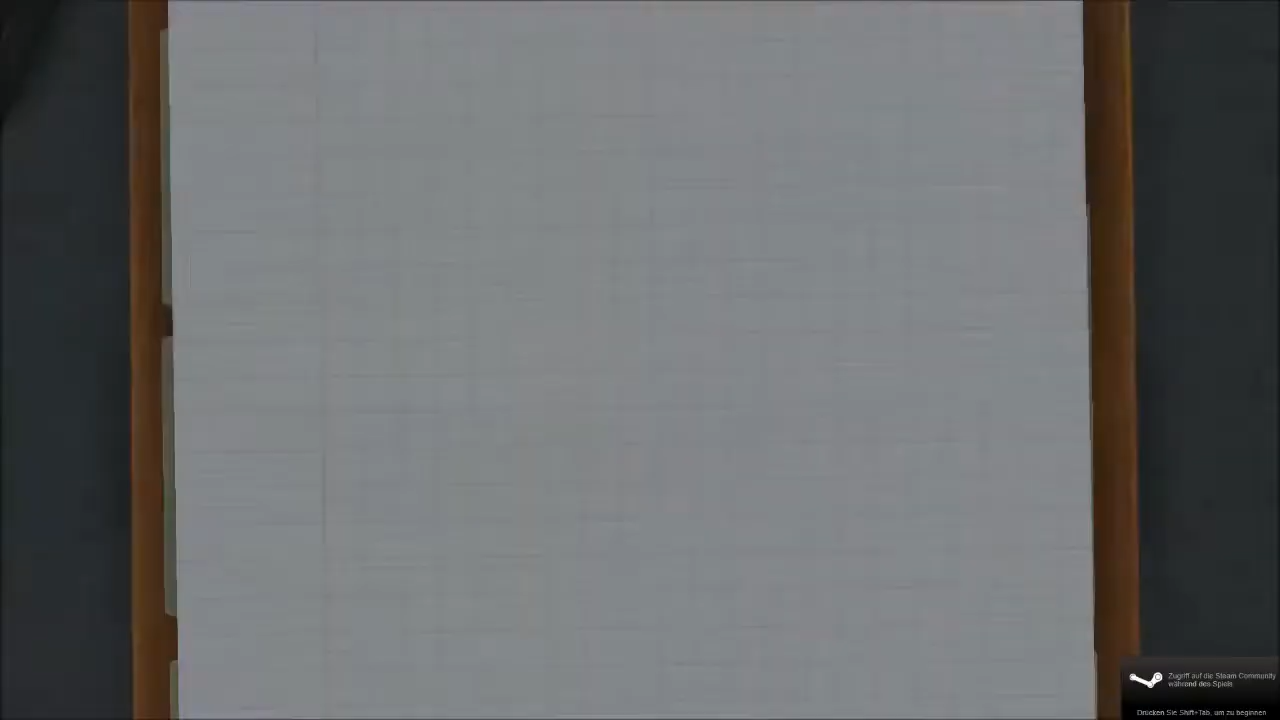 Zugriff auf die Steam Community
während des Spiels.
Drücken Sie Shift+Tab, um zu beginnen